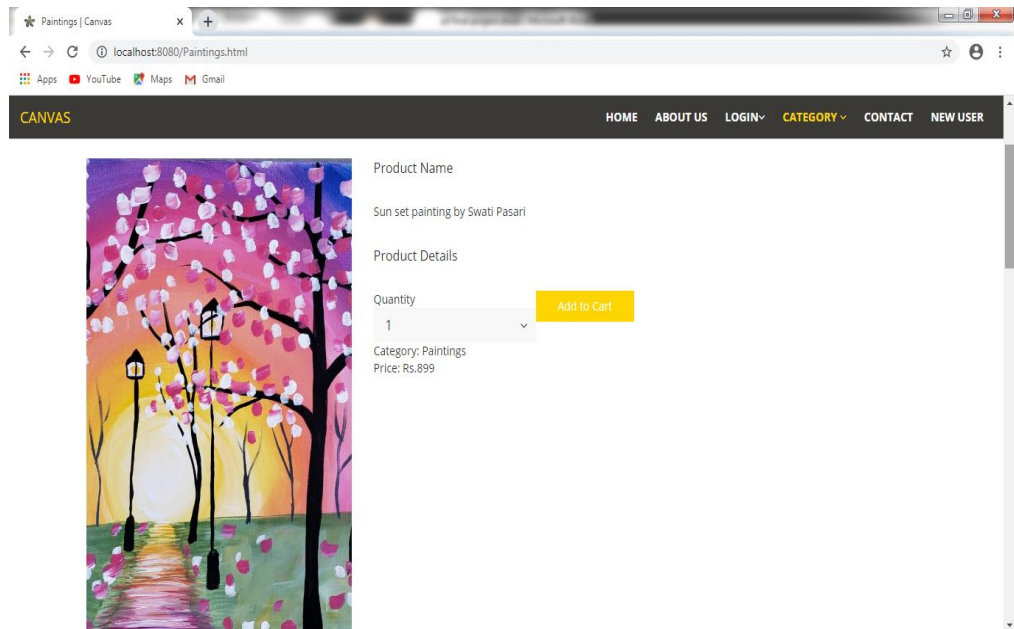 Paintings | Canvas
localhost:8080/Paintings.html
Apps YouTube Maps Gmail
CANVAS HOME ABOUT US LOGIN CATEGORY CONTACT NEW USER
Product Name
Sun set painting by Swati Pasari
Product Details
Quantity
Add to Cart
1
Category: Paintings
Price: Rs.899